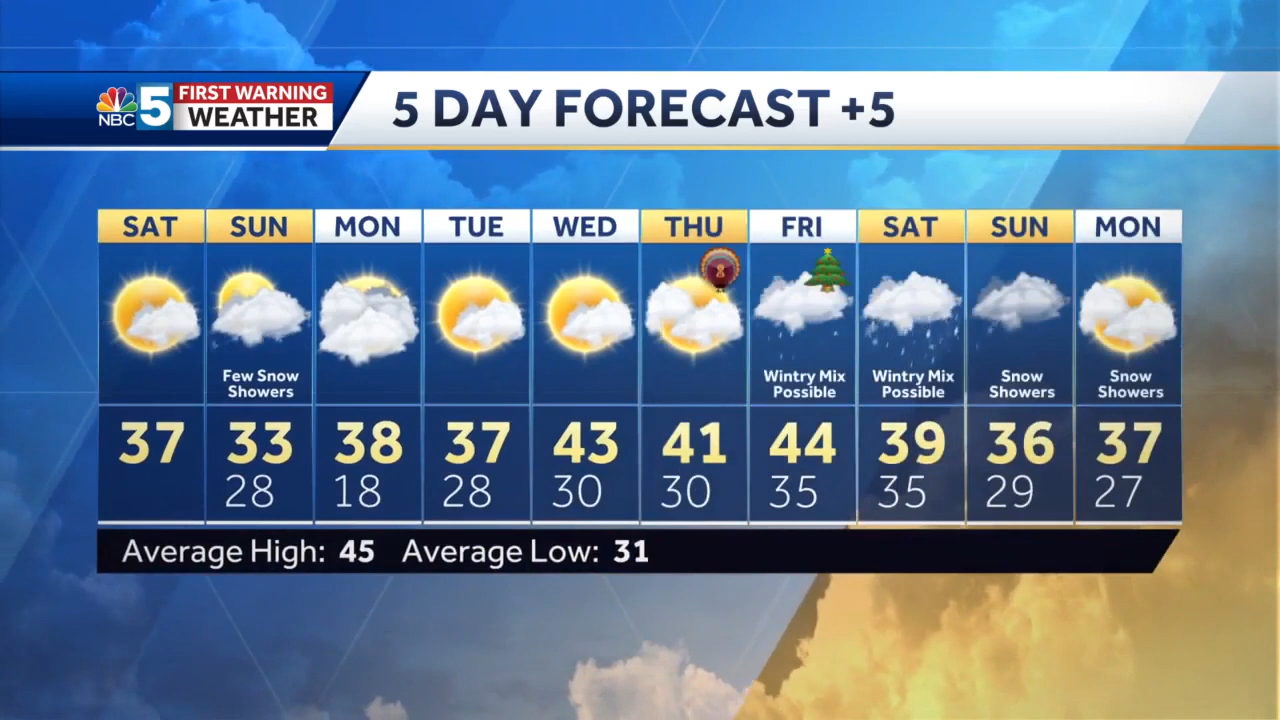 NBC 5 FIRST WARNING WEATHER
5 DAY FORECAST +5
SAT SUN MON TUE WED THU FRI SAT SUN MON
Few Snow Showers
Wintry Mix Possible
Wintry Mix Possible
Snow Showers
Snow Showers
37 33 38 37 43 41 44 39 36 37
28 18 28 30 30 35 35 29 27
Average High: 45 Average Low: 31